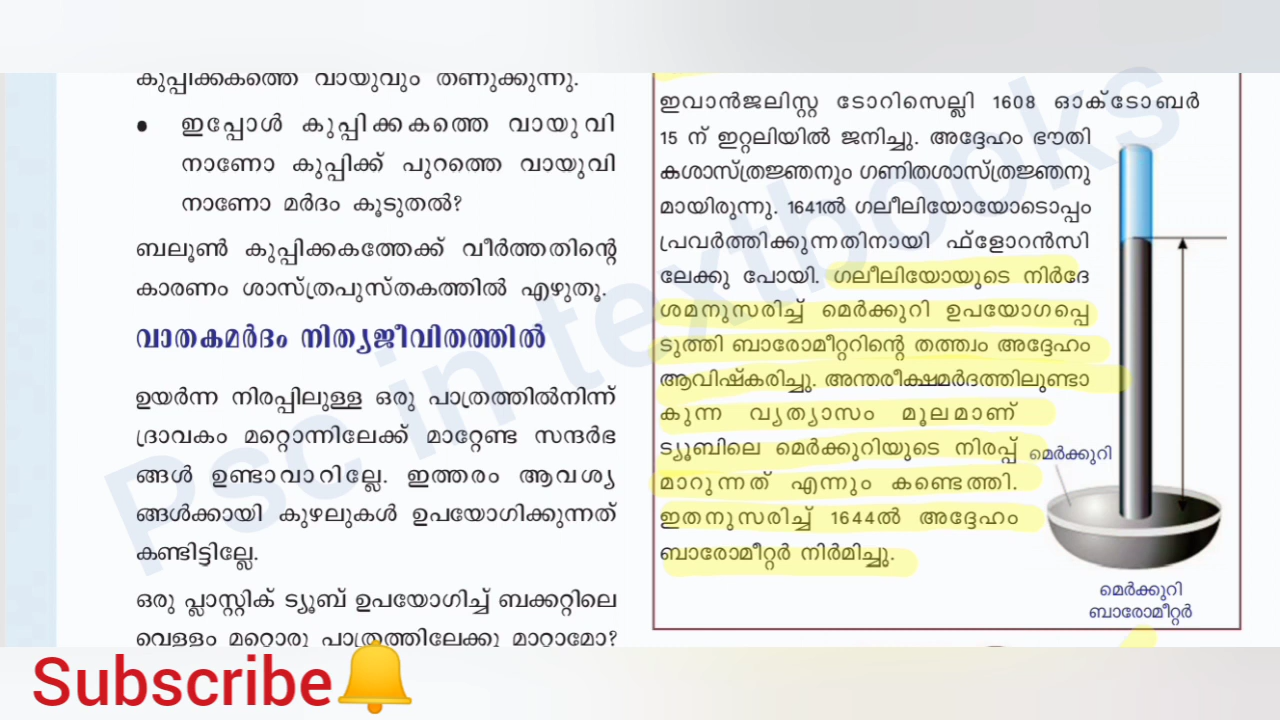 കുപ്പിക്കകത്തെ വായുവും തണുക്കുന്നു.
• ഇപ്പോൾ കുപ്പിക്കകത്തെ വായുവി
നാണോ കുപ്പിക്ക് പുറത്തെ വായുവി
നാണോ മർദം കൂടുതൽ?
ബലൂൺ കുപ്പിക്കകത്തേക്ക് വീർത്തതിന്റെ
കാരണം ശാസ്ത്രപുസ്തകത്തിൽ എഴുതൂ.
വാതകമർദം നിത്യജീവിതത്തിൽ
ഉയർന്ന നിരപ്പിലുള്ള ഒരു പാത്രത്തിൽനിന്ന്
ദ്രാവകം മറ്റൊന്നിലേക്ക് മാറ്റേണ്ട സന്ദർഭ
ങ്ങൾ ഉണ്ടാവാറില്ലേ. ഇത്തരം ആവശ്യ
ങ്ങൾക്കായി കുഴലുകൾ ഉപയോഗിക്കുന്നത്
കണ്ടിട്ടില്ലേ.
ഒരു പ്ലാസ്റ്റിക് ട്യൂബ് ഉപയോഗിച്ച് ബക്കറ്റിലെ
വെള്ളം മറ്റൊരു പാത്രത്തിലേക്കു മാറ്റാമോ?
ഇവാൻജലിസ്റ്റ ടോറിസെല്ലി 1608 ഓക്ടോബർ
15 ന് ഇറ്റലിയിൽ ജനിച്ചു. അദ്ദേഹം ഭൗതി
കശാസ്ത്രജ്ഞനും ഗണിതശാസ്ത്രജ്ഞനു
മായിരുന്നു. 1641ൽ ഗലീലിയോയോടൊപ്പം
പ്രവർത്തിക്കുന്നതിനായി ഫ്ളോറൻസി
ലേക്കു പോയി. ഗലീലിയോയുടെ നിർദേ
ശമനുസരിച്ച് മെർക്കുറി ഉപയോഗപ്പെ
ടുത്തി ബാരോമീറ്ററിന്റെ തത്ത്വം അദ്ദേഹം
ആവിഷ്കരിച്ചു. അന്തരീക്ഷമർദത്തിലുണ്ടാ
കുന്ന വ്യത്യാസം മൂലമാണ്
ട്യൂബിലെ മെർക്കുറിയുടെ നിരപ്പ്
മാറുന്നത് എന്നും കണ്ടെത്തി.
ഇതനുസരിച്ച് 1644ൽ അദ്ദേഹം
ബാരോമീറ്റർ നിർമിച്ചു.
മെർക്കുറി
മെർക്കുറി
ബാരോമീറ്റർ
Psc in textbooks
Subscribe